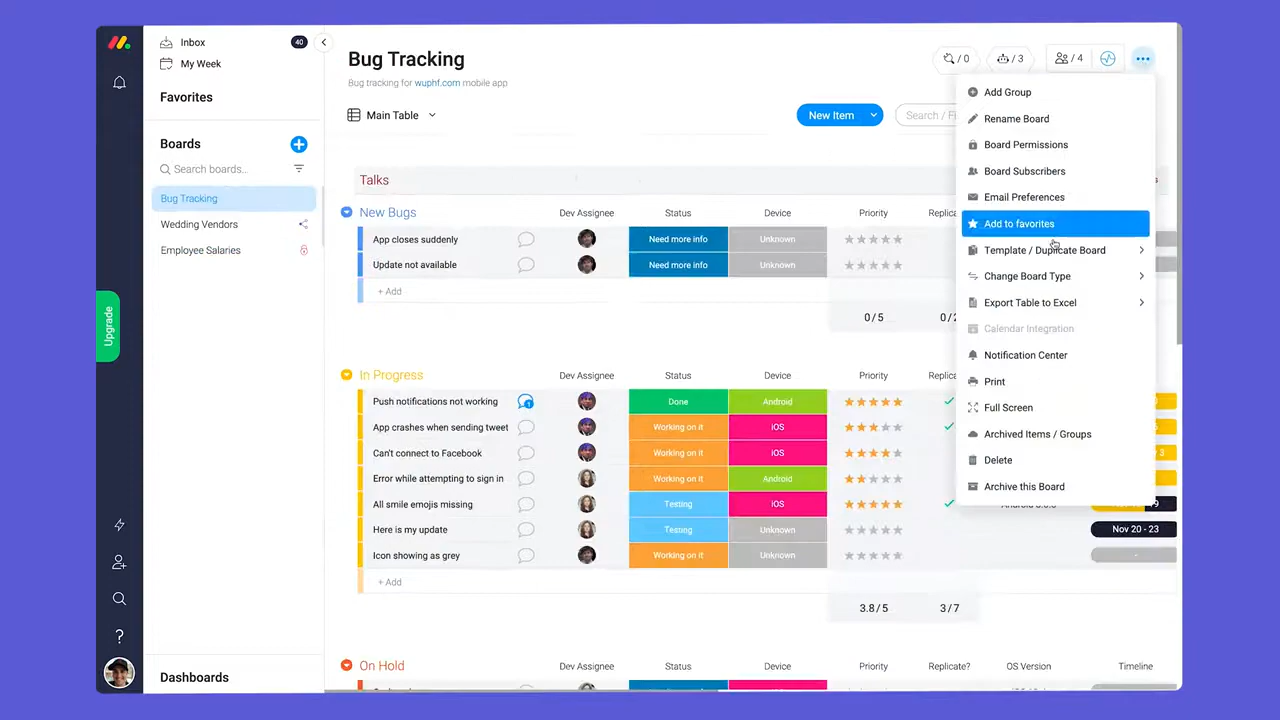 Inbox 40
My Week
Favorites
Boards
Search boards...
Bug Tracking
Wedding Vendors
Employee Salaries
Upgrade
Dashboards
Bug Tracking
/ 0
/ 3
/ 4
Bug tracking for wuphf.com mobile app
Main Table
New Item
Search / Fi
Talks
New Bugs Dev Assignee Status Device Priority Replica
App closes suddenly Need more info Unknown
Update not available Need more info Unknown
+ Add
0 / 5 0 / 2
In Progress Dev Assignee Status Device Priority Replica
Push notifications not working 1 Done Android
App crashes when sending tweet Working on it iOS
Can't connect to Facebook Working on it iOS
Error while attempting to sign in Working on it Android
All smile emojis missing Testing iOS
Here is my update Testing Unknown Nov 20 - 23
Icon showing as grey Working on it Unknown -
+ Add
3.8 / 5 3 / 7
On Hold Dev Assignee Status Device Priority Replicate? OS Version Timeline
Add Group
Rename Board
Board Permissions
Board Subscribers
Email Preferences
Add to favorites
Template / Duplicate Board
Change Board Type
Export Table to Excel
Calendar Integration
Notification Center
Print
Full Screen
Archived Items / Groups
Delete
Archive this Board